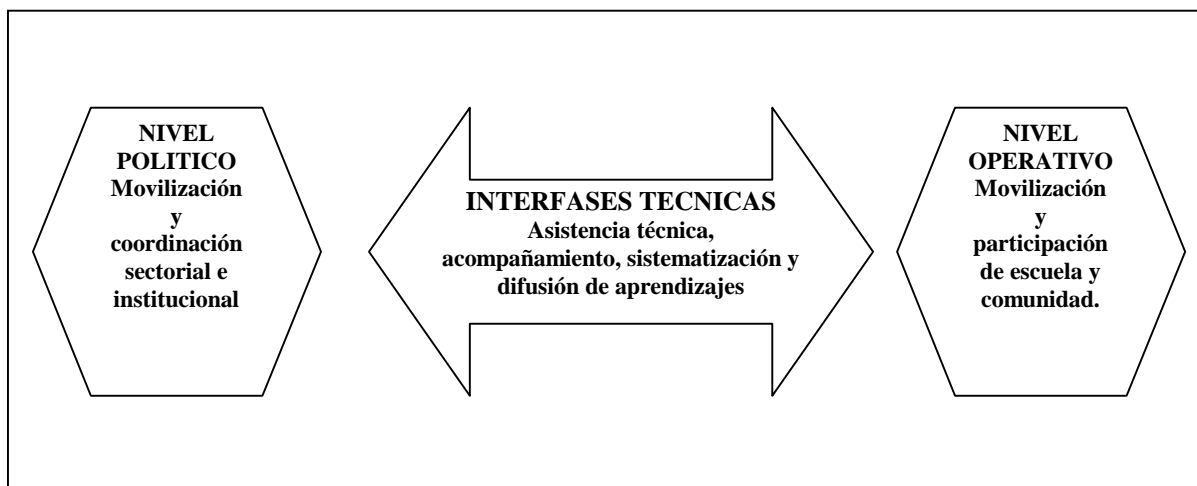 NIVEL
POLITICO
Movilización
y
coordinación
sectorial e
institucional
INTERFASES TECNICAS
Asistencia técnica,
acompañamiento, sistematización y
difusión de aprendizajes
NIVEL
OPERATIVO
Movilización
y
participación
de escuela y
comunidad.